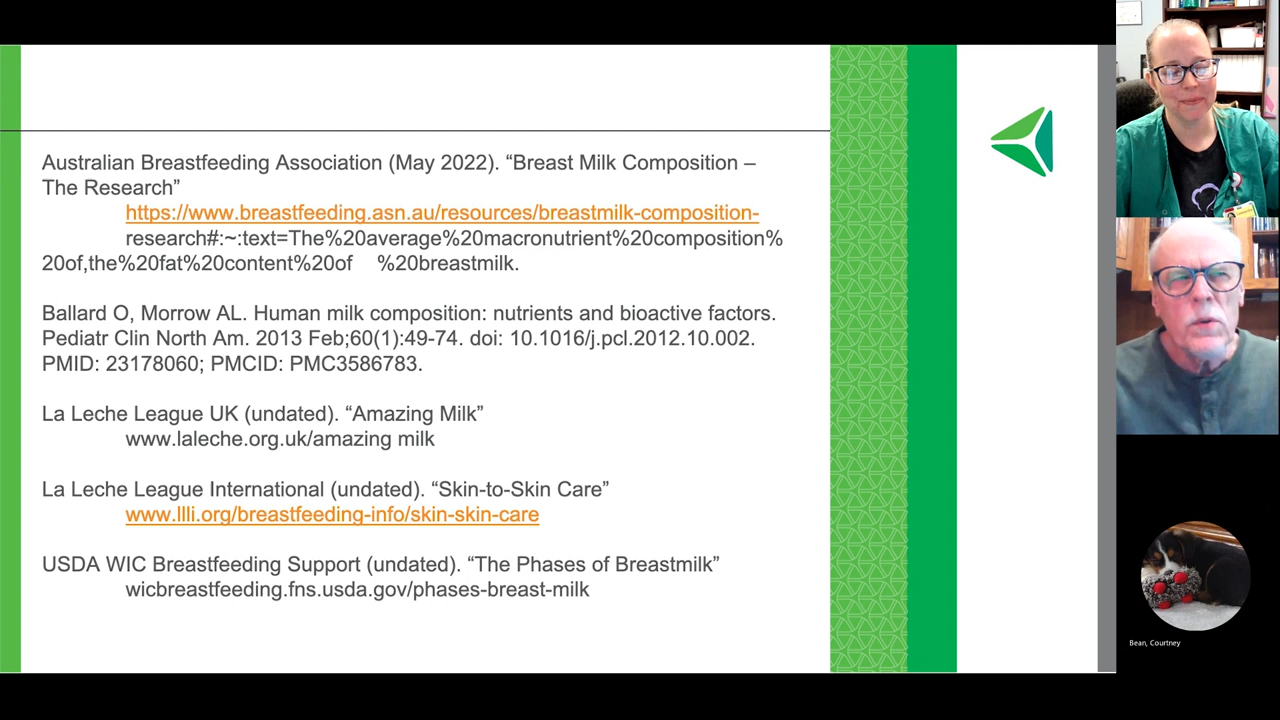 Australian Breastfeeding Association (May 2022). “Breast Milk Composition –
The Research”
https://www.breastfeeding.asn.au/resources/breastmilk-composition-
research#:~:text=The%20average%20macronutrient%20composition%
20of,the%20fat%20content%20of %20breastmilk.
Ballard O, Morrow AL. Human milk composition: nutrients and bioactive factors.
Pediatr Clin North Am. 2013 Feb;60(1):49-74. doi: 10.1016/j.pcl.2012.10.002.
PMID: 23178060; PMCID: PMC3586783.
La Leche League UK (undated). “Amazing Milk”
www.laleche.org.uk/amazing milk
La Leche League International (undated). “Skin-to-Skin Care”
www.llli.org/breastfeeding-info/skin-skin-care
USDA WIC Breastfeeding Support (undated). “The Phases of Breastmilk”
wicbreastfeeding.fns.usda.gov/phases-breast-milk
Bean, Courtney